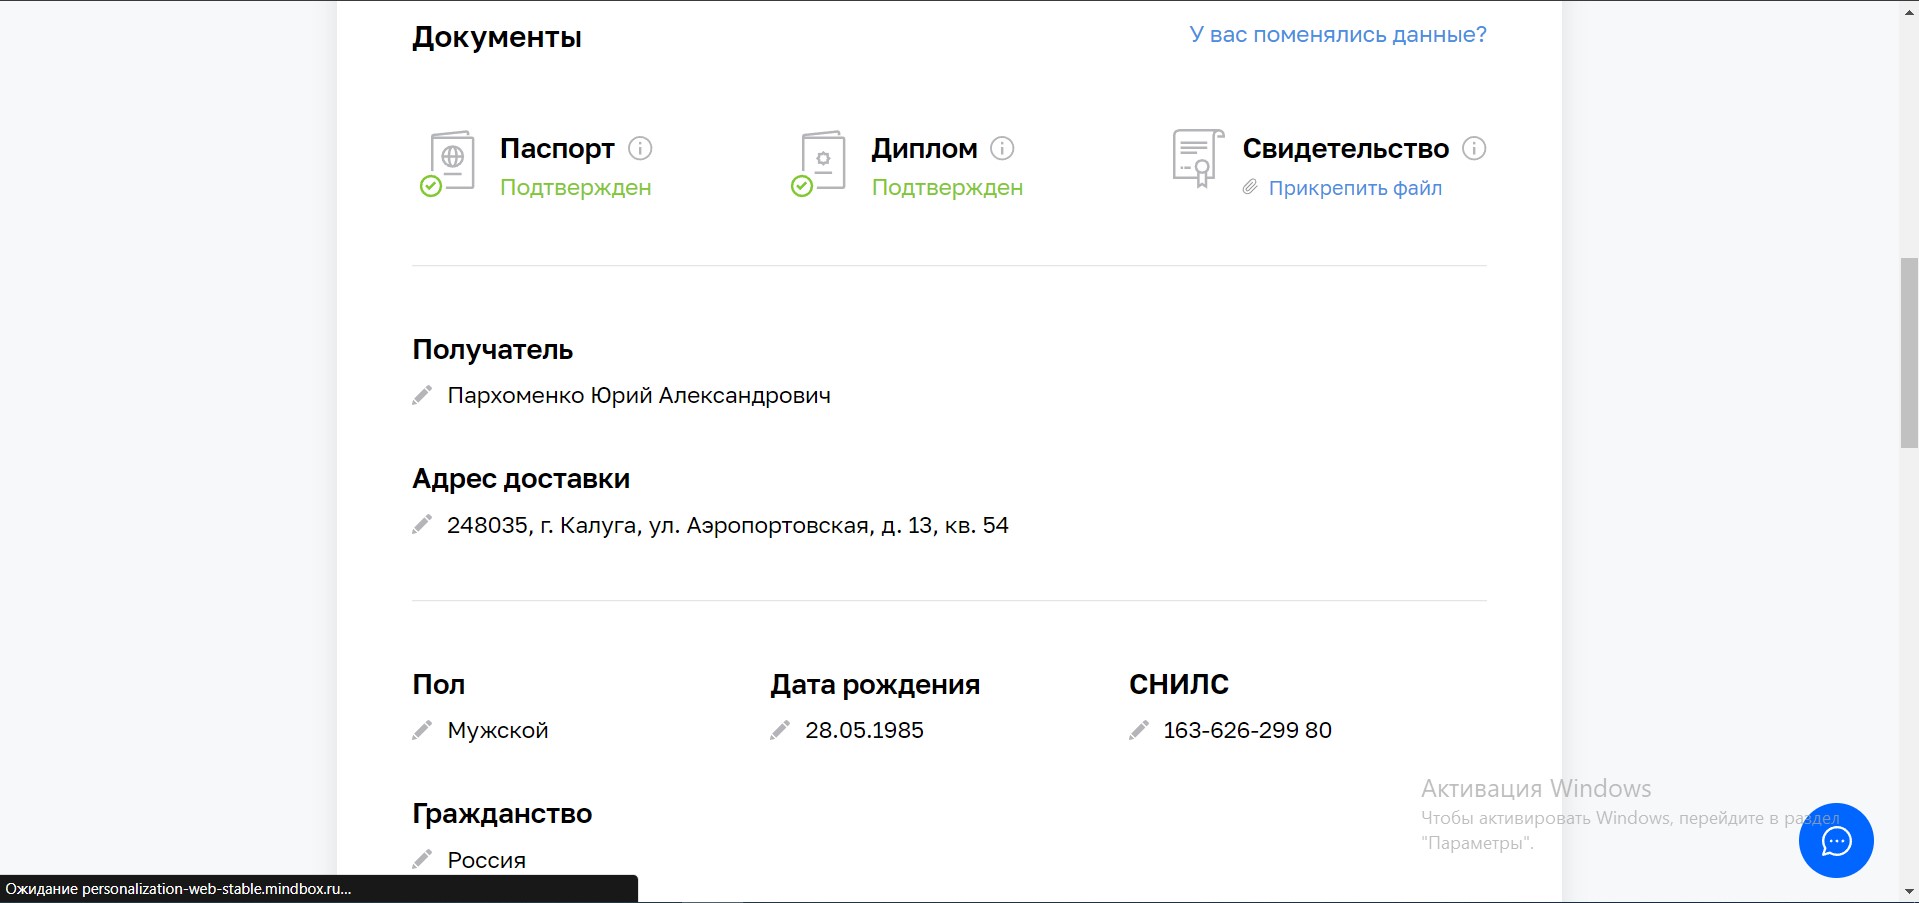 Документы
У вас поменялись данные?
Паспорт
Подтвержден
Диплом
Подтвержден
Свидетельство
Прикрепить файл
Получатель
Пархоменко Юрий Александрович
Адрес доставки
248035, г. Калуга, ул. Аэропортовская, д. 13, кв. 54
Пол
Мужской
Дата рождения
28.05.1985
СНИЛС
163-626-299 80
Гражданство
Россия
Активация Windows
Чтобы активировать Windows, перейдите в раздел
"Параметры".
Ожидание personalization-web-stable.mindbox.ru...